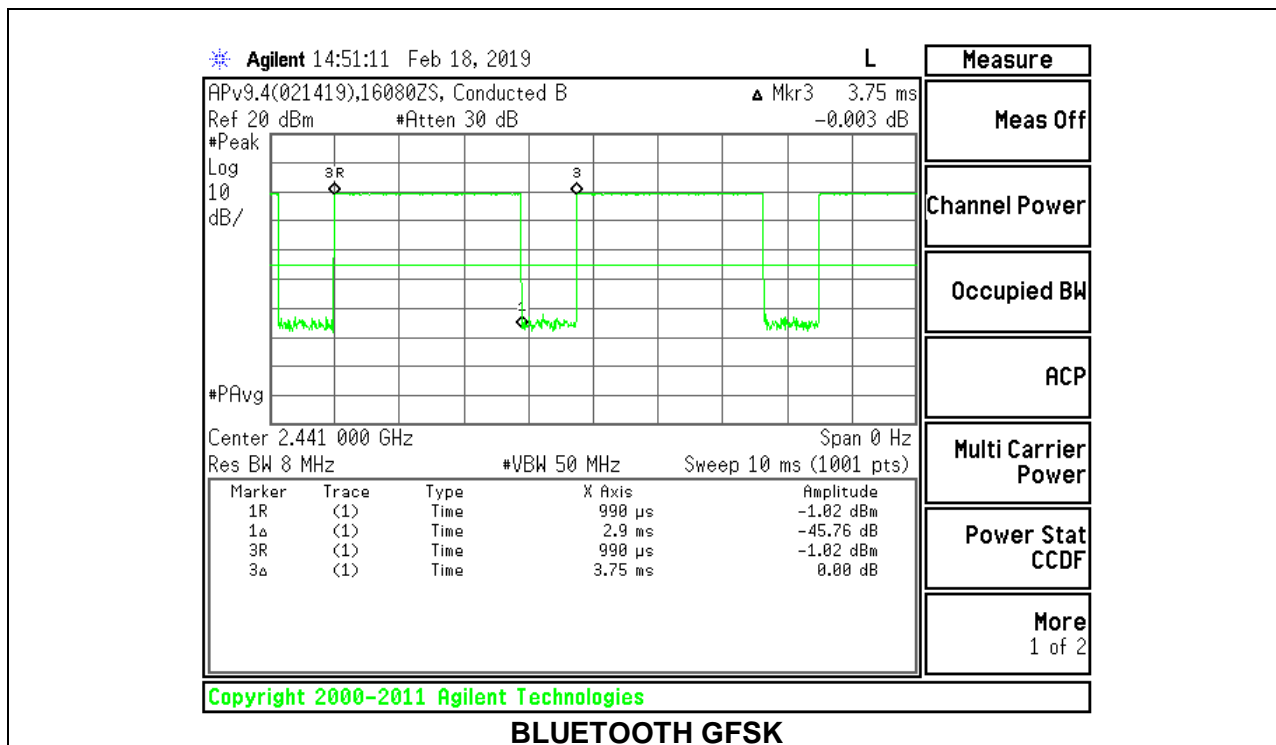 Agilent 14:51:11 Feb 18, 2019 L
APv9.4(021419),16080ZS, Conducted B
Δ Mkr3 3.75 ms
Ref 20 dBm #Atten 30 dB -0.003 dB
#Peak
Log
10
dB/
3R
3
1
#PAvg
Center 2.441 000 GHz Span 0 Hz
Res BW 8 MHz #VBW 50 MHz Sweep 10 ms (1001 pts)
Marker Trace Type X Axis Amplitude
1R (1) Time 990 µs -1.02 dBm
1Δ (1) Time 2.9 ms -45.76 dB
3R (1) Time 990 µs -1.02 dBm
3Δ (1) Time 3.75 ms 0.00 dB
Measure
Meas Off
Channel Power
Occupied BW
ACP
Multi Carrier
Power
Power Stat
CCDF
More
1 of 2
Copyright 2000-2011 Agilent Technologies
BLUETOOTH GFSK